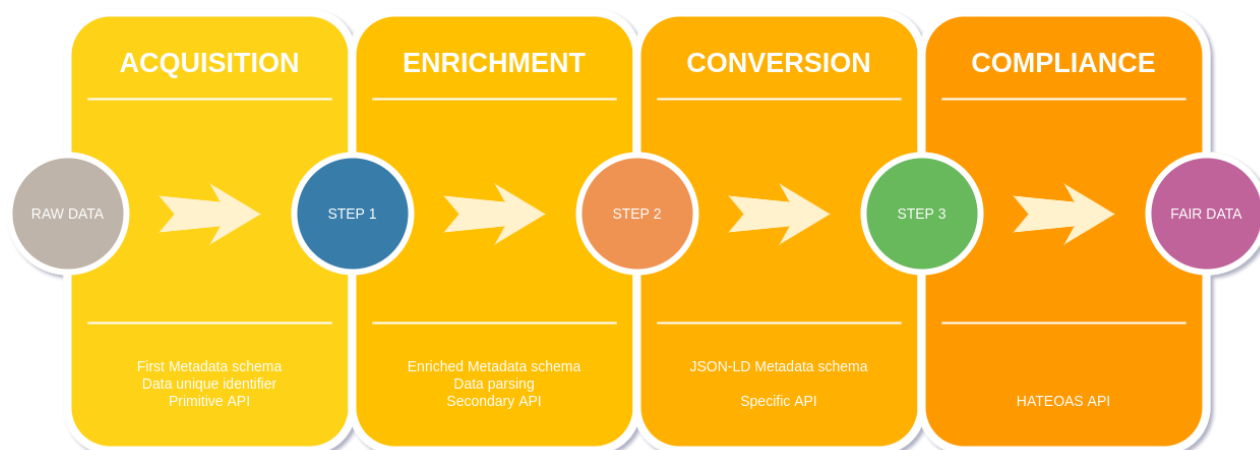 ACQUISITION
ENRICHMENT
CONVERSION
COMPLIANCE
RAW DATA
STEP 1
STEP 2
STEP 3
FAIR DATA
First Metadata schema
Data unique identifier
Primitive API
Enriched Metadata schema
Data parsing
Secondary API
JSON-LD Metadata schema
Specific API
HATEOAS API